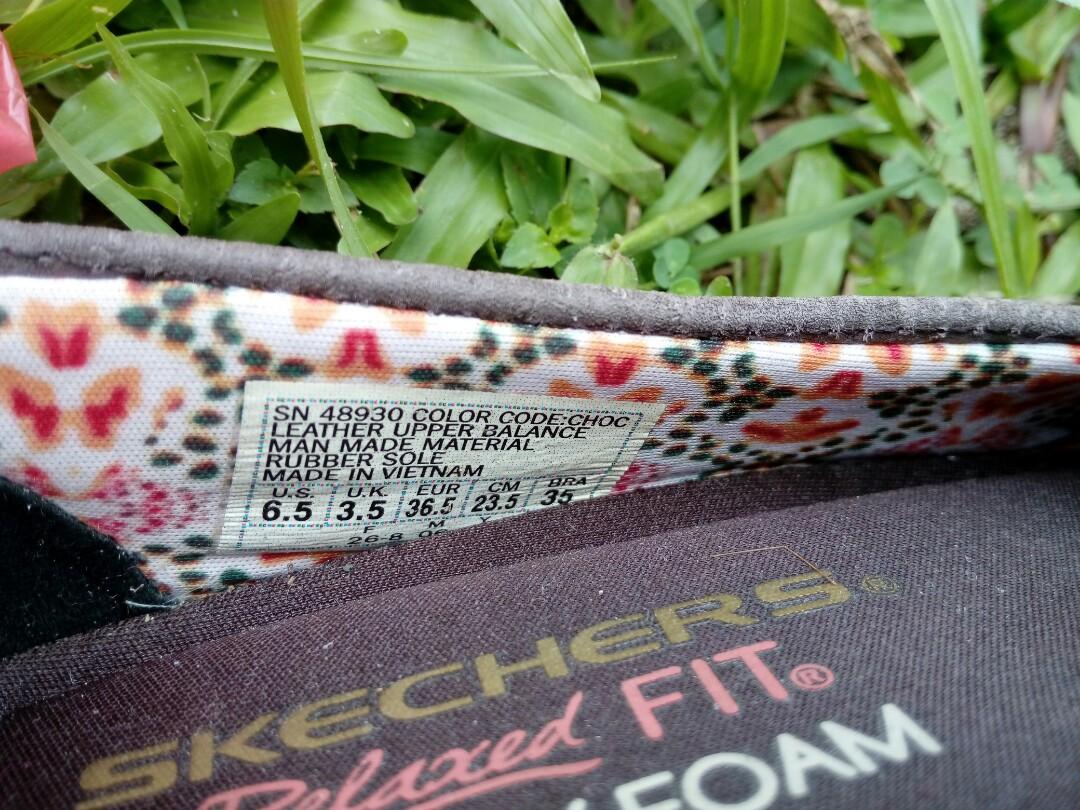 SN 48930 COLOR CODE:CHOC
LEATHER UPPER BALANCE
MAN MADE MATERIAL
RUBBER SOLE
MADE IN VIETNAM
U.S. U.K. EUR CM BRA
6.5 3.5 36.5 23.5 35
F M
SKECHERS®
Relaxed FIT®
FOAM